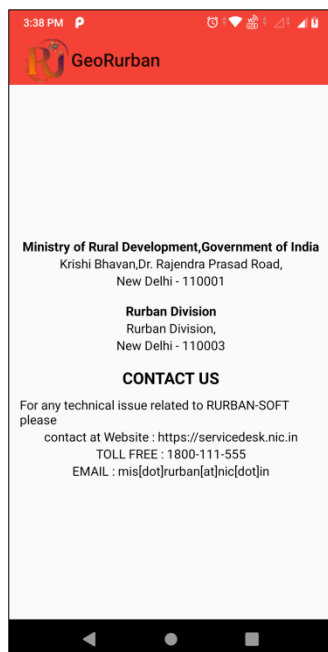 3:38 PM
GeoRurban
Ministry of Rural Development,Government of India
Krishi Bhavan,Dr. Rajendra Prasad Road,
New Delhi - 110001
Rurban Division
Rurban Division,
New Delhi - 110003
CONTACT US
For any technical issue related to RURBAN-SOFT
please
contact at Website : https://servicedesk.nic.in
TOLL FREE : 1800-111-555
EMAIL : mis[dot]rurban[at]nic[dot]in